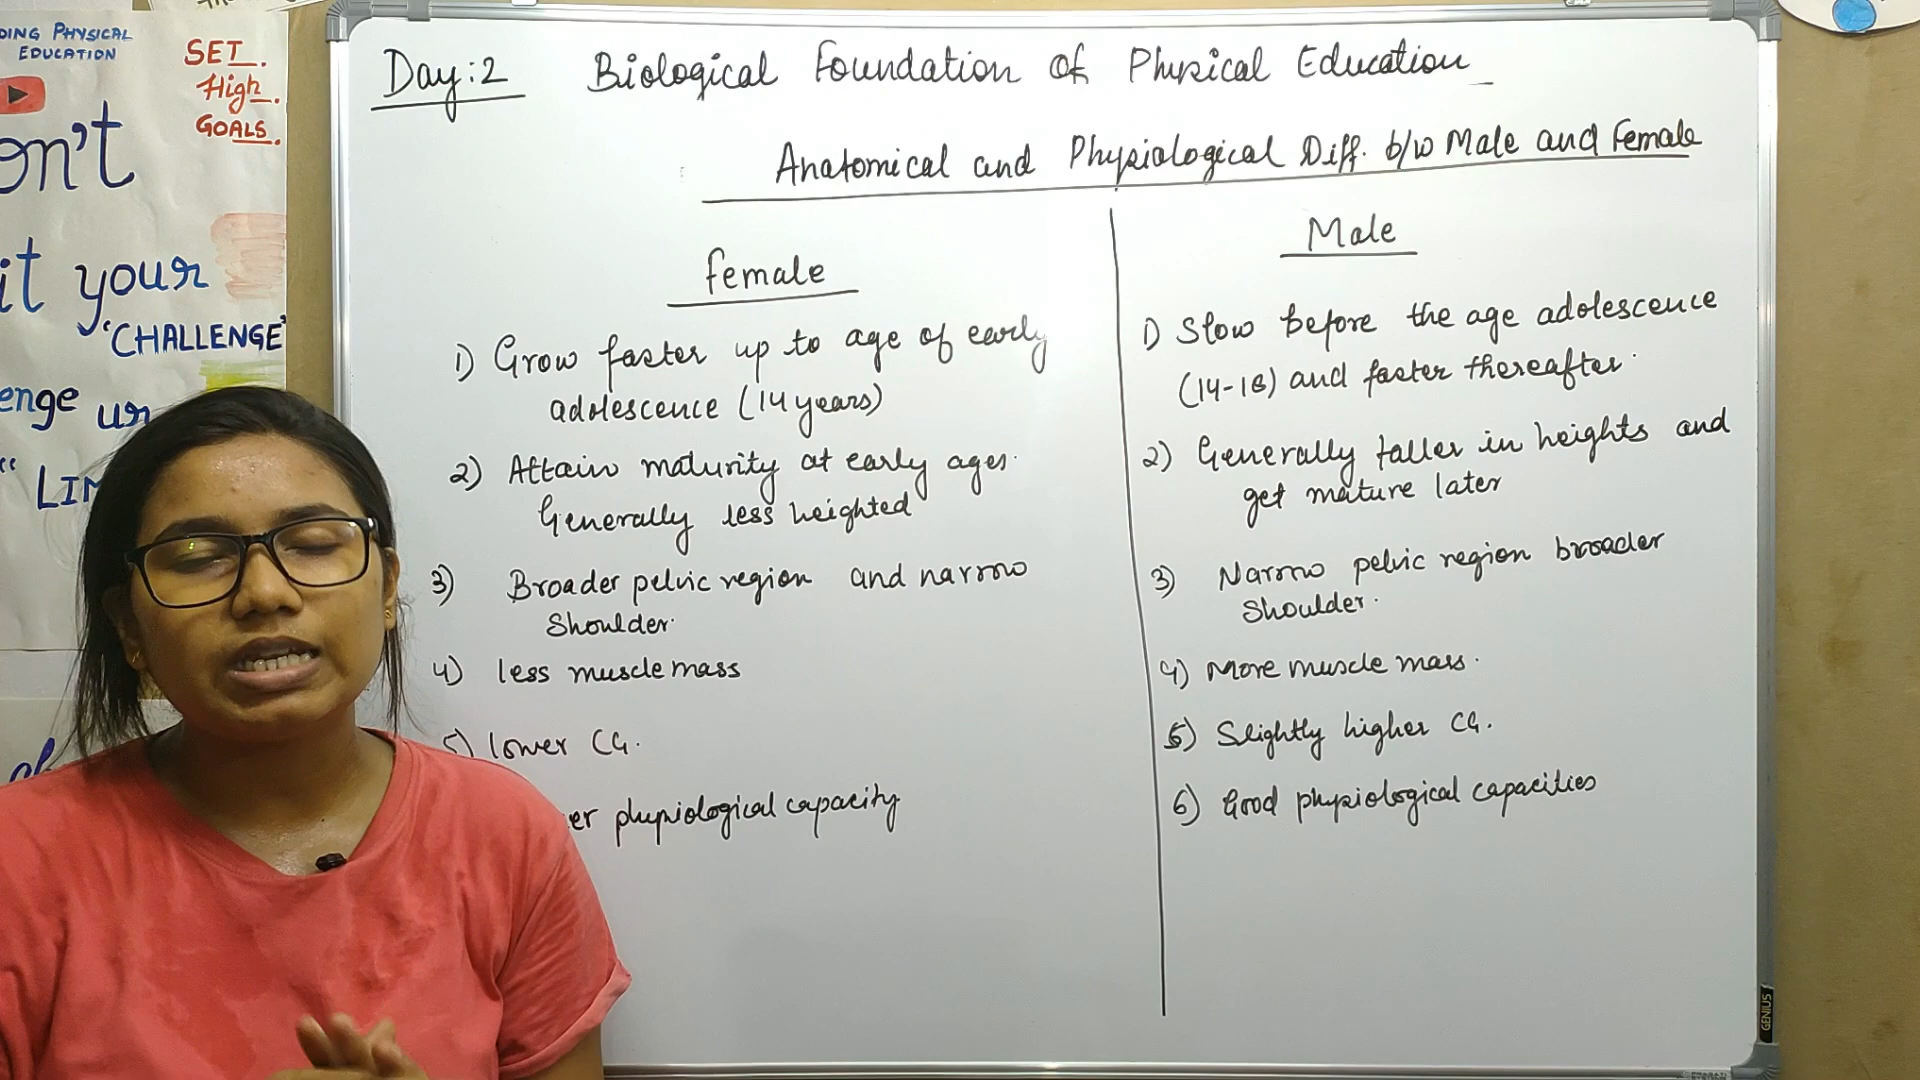 DING PHYSICAL
EDUCATION
SET.
High.
GOALS.
on't
it your
'CHALLENGE'
enge ur
" LIM
Day:2 Biological Foundation of Physical Education
Anatomical and Physiological Diff. b/w Male and Female
female
1) Grow faster up to age of early
adolescence (14 years)
2) Attain maturity at early ages.
Generally less heighted
3) Broader pelvic region and narrow
Shoulder.
4) less muscle mass
5) lower CG.
er physiological capacity
Male
1) Slow before the age adolescence
(14-18) and faster thereafter.
2) Generally taller in heights and
get mature later
3) Narrow pelvic region broader
Shoulder.
4) More muscle mass.
5) Slightly higher CG.
6) Good physiological capacities
GENIUS